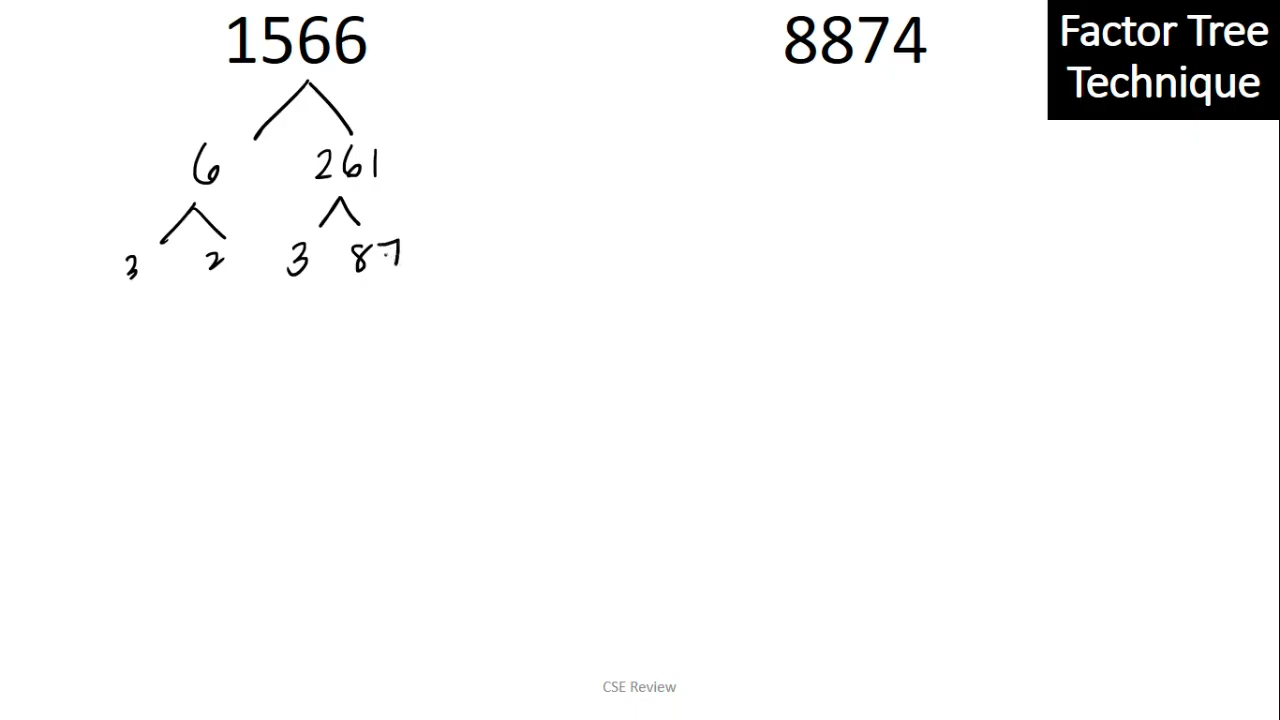 1566
8874
Factor Tree
Technique
6 261
3 2 3 87
CSE Review